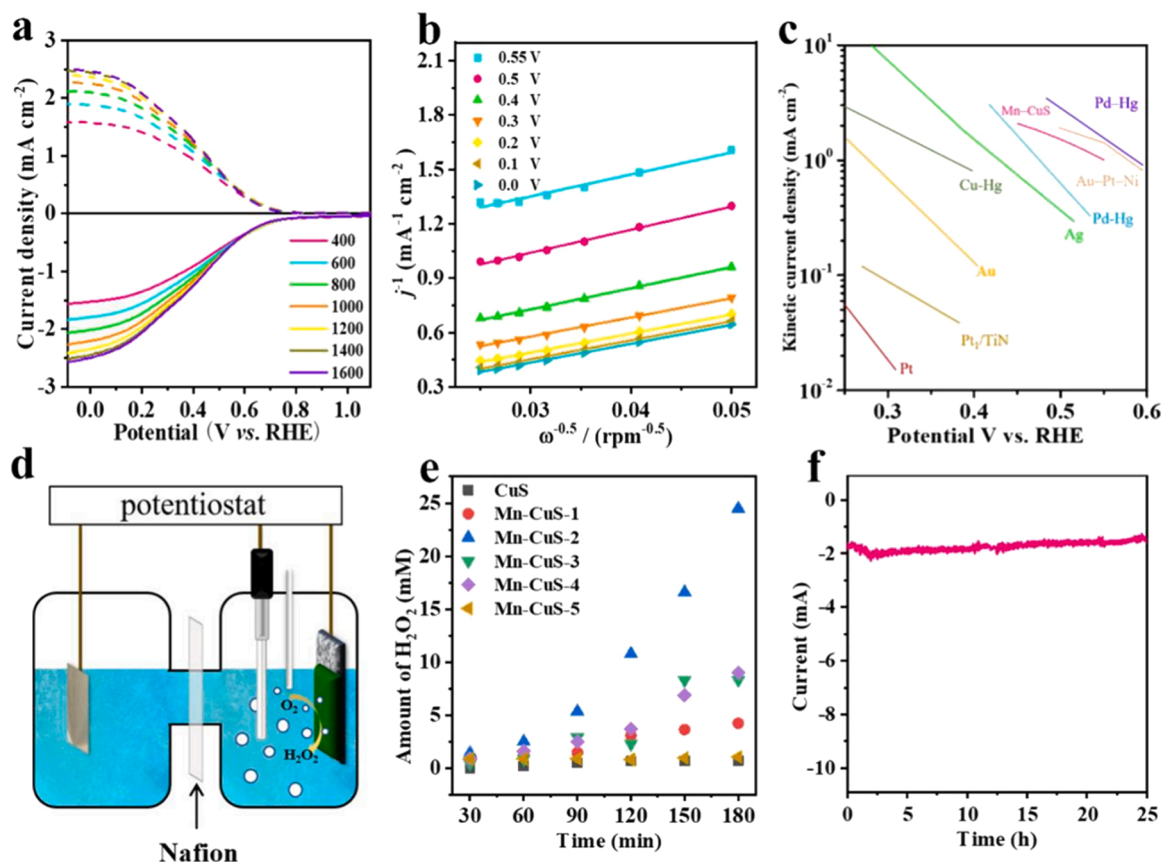 a
Current density (mA cm-2)
3
2
1
0
-1
-2
-3
0.0 0.2 0.4 0.6 0.8 1.0
Potential (V vs. RHE)
400
600
800
1000
1200
1400
1600
b
j-1 (mA-1 cm-2)
2.1
1.8
1.5
1.2
0.9
0.6
0.3
0.03 0.04 0.05
ω-0.5 / (rpm-0.5)
0.55 V
0.5 V
0.4 V
0.3 V
0.2 V
0.1 V
0.0 V
c
Kinetic current density (mA cm-2)
101
100
10-1
10-2
0.3 0.4 0.5 0.6
Potential V vs. RHE
Pd-Hg
Mn-CuS
Cu-Hg
Au-Pt-Ni
Pd-Hg
Ag
Au
Pt1/TiN
Pt
d
potentiostat
O2
H2O2
Nafion
e
Amount of H2O2 (mM)
25
20
15
10
5
0
30 60 90 120 150 180
Time (min)
CuS
Mn-CuS-1
Mn-CuS-2
Mn-CuS-3
Mn-CuS-4
Mn-CuS-5
f
Current (mA)
0
-2
-4
-6
-8
-10
0 5 10 15 20 25
Time (h)